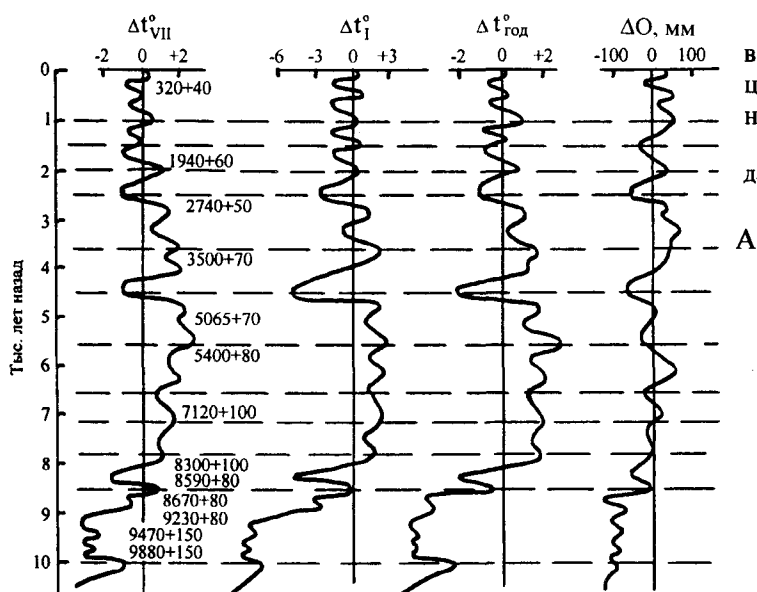 Δt°VII Δt°I Δt°год ΔО, мм
-2 0 +2 -6 -3 0 +3 -2 0 +2 -100 0 100 В
0
320+40 Ц
1 Н
1940+60
2 Д
2740+50
3
3500+70 А
4
5065+70
5
5400+80
6
7120+100
7
8300+100
8
8590+80
8670+80
9
9230+80
9470+150
9880+150
10
Тыс. лет назад